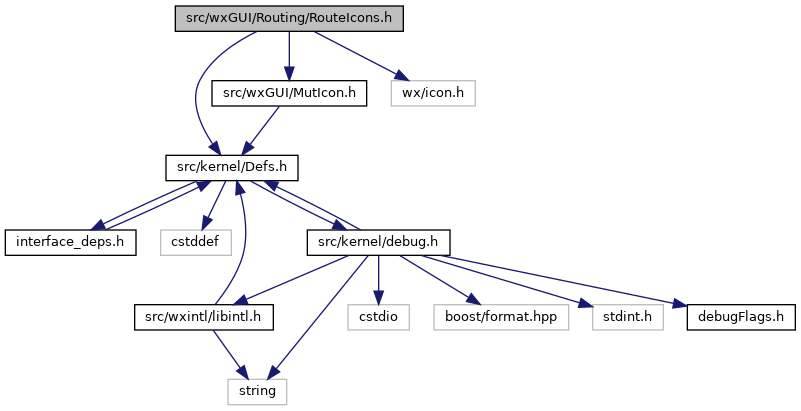 src/wxGUI/Routing/RouteIcons.h
src/wxGUI/MutIcon.h
wx/icon.h
src/kernel/Defs.h
interface_deps.h
cstddef
src/kernel/debug.h
src/wxintl/libintl.h
cstdio
boost/format.hpp
stdint.h
debugFlags.h
string